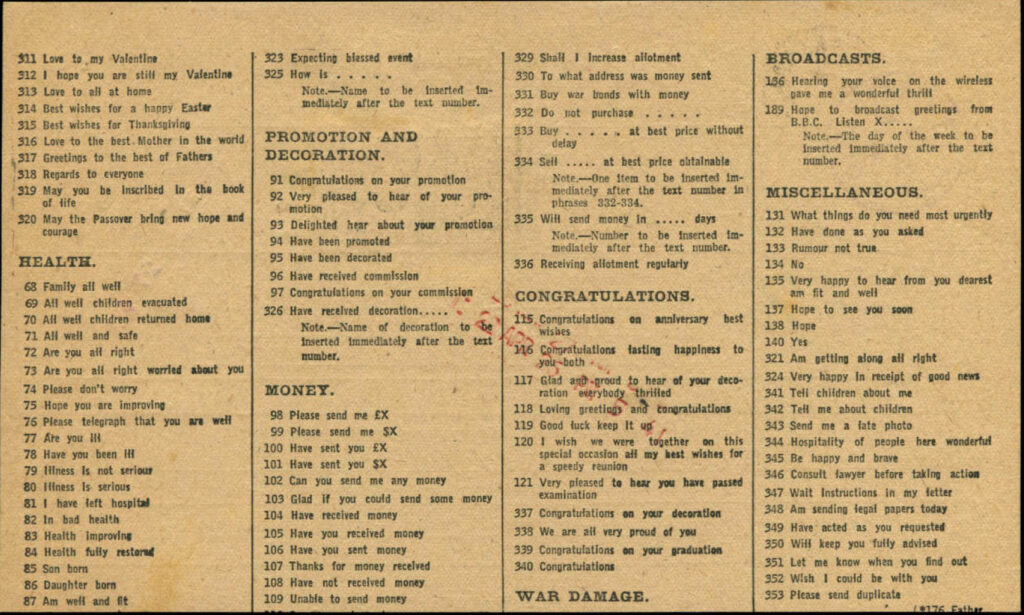 311 Love to my Valentine
312 I hope you are still my Valentine
313 Love to all at home
314 Best wishes for a happy Easter
315 Best wishes for Thanksgiving
316 Love to the best Mother in the world
317 Greetings to the best of Fathers
318 Regards to everyone
319 May you be inscribed in the book
of life
320 May the Passover bring new hope and
courage
HEALTH.
68 Family all well
69 All well children evacuated
70 All well children returned home
71 All well and safe
72 Are you all right
73 Are you all right worried about you
74 Please don't worry
75 Hope you are improving
76 Please telegraph that you are well
77 Are you ill
78 Have you been ill
79 Illness is not serious
80 Illness is serious
81 I have left hospital
82 In bad health
83 Health improving
84 Health fully restored
85 Son born
86 Daughter born
87 Am well and fit
323 Expecting blessed event
325 How is . . . . .
Note.—Name to be inserted im-
mediately after the text number.
PROMOTION AND
DECORATION.
91 Congratulations on your promotion
92 Very pleased to hear of your pro-
motion
93 Delighted hear about your promotion
94 Have been promoted
95 Have been decorated
96 Have received commission
97 Congratulations on your commission
326 Have received decoration.....
Note.—Name of decoration to be
inserted immediately after the text
number.
MONEY.
98 Please send me £X
99 Please send me $X
100 Have sent you £X
101 Have sent you $X
102 Can you send me any money
103 Glad if you could send some money
104 Have received money
105 Have you received money
106 Have you sent money
107 Thanks for money received
108 Have not received money
109 Unable to send money
329 Shall I increase allotment
330 To what address was money sent
331 Buy war bonds with money
332 Do not purchase . . . . .
333 Buy . . . . . at best price without
delay
334 Sell ..... at best price obtainable
Note.—One item to be inserted im-
mediately after the text number in
phrases 332-334.
335 Will send money in ..... days
Note.—Number to be inserted im-
mediately after the text number.
336 Receiving allotment regularly
CONGRATULATIONS.
115 Congratulations on anniversary best
wishes
116 Congratulations lasting happiness to
you both
117 Glad and proud to hear of your deco-
ration everybody thrilled
118 Loving greetings and congratulations
119 Good luck keep it up
120 I wish we were together on this
special occasion all my best wishes for
a speedy reunion
121 Very pleased to hear you have passed
examination
337 Congratulations on your decoration
338 We are all very proud of you
339 Congratulations on your graduation
340 Congratulations
WAR DAMAGE.
BROADCASTS.
136 Hearing your voice on the wireless
gave me a wonderful thrill
189 Hope to broadcast greetings from
B.B.C. Listen X.....
Note.—The day of the week to be
inserted immediately after the text
number.
MISCELLANEOUS.
131 What things do you need most urgently
132 Have done as you asked
133 Rumour not true
134 No
135 Very happy to hear from you dearest
am fit and well
137 Hope to see you soon
138 Hope
140 Yes
321 Am getting along all right
324 Very happy in receipt of good news
341 Tell children about me
342 Tell me about children
343 Send me a late photo
344 Hospitality of people here wonderful
345 Be happy and brave
346 Consult lawyer before taking action
347 Wait instructions in my letter
348 Am sending legal papers today
349 Have acted as you requested
350 Will keep you fully advised
351 Let me know when you find out
352 Wish I could be with you
353 Please send duplicate
(*176 Father